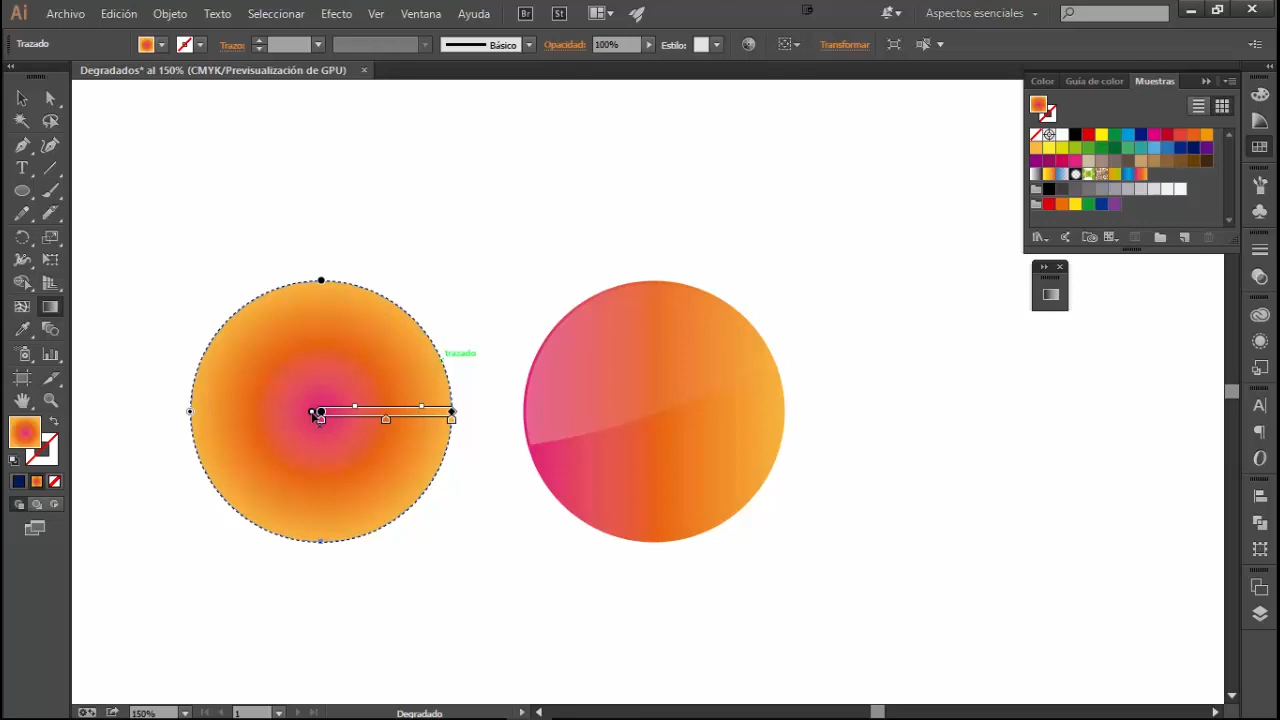 Ai Archivo Edición Objeto Texto Seleccionar Efecto Ver Ventana Ayuda Br St Aspectos esenciales
Trazado Trazo: Básico Opacidad: 100% Estilo: Transformar
Degradados* al 150% (CMYK/Previsualización de GPU) ×
Color Guía de color Muestras
trazado
150% 1 Degradado